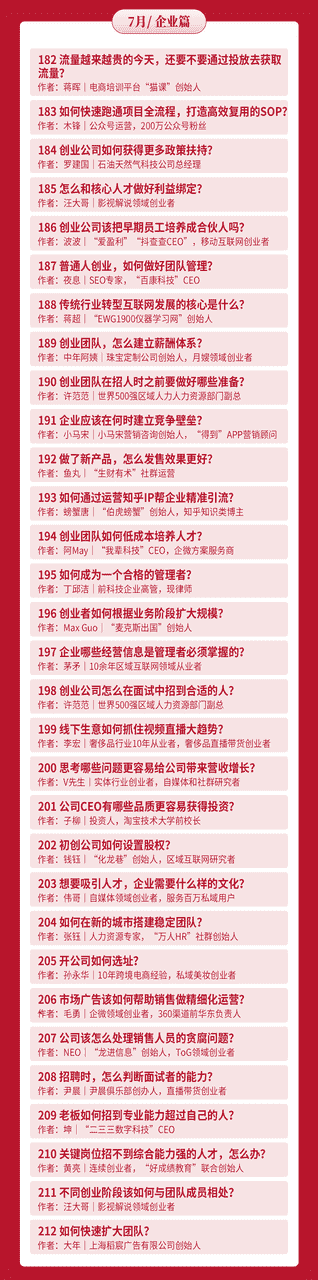 7月/ 企业篇
182 流量越来越贵的今天，还要不要通过投放去获取
流量？
作者：蒋晖｜电商培训平台“猫课”创始人
183 如何快速跑通项目全流程，打造高效复用的SOP?
作者：木锋｜公众号运营，200万公众号粉丝
184 创业公司如何获得更多政策扶持?
作者：罗建国｜石油天然气科技公司总经理
185 怎么和核心人才做好利益绑定?
作者：汪大哥｜影视解说领域创业者
186 创业公司该把早期员工培养成合伙人吗?
作者：波波｜“爱盈利”“抖查查CEO”，移动互联网创业者
187 普通人创业，如何做好团队管理?
作者：夜息｜SEO专家，“百康科技”CEO
188 传统行业转型互联网发展的核心是什么?
作者：蒋超｜“EWG1900仪器学习网”创始人
189 创业团队，怎么建立薪酬体系?
作者：中年阿姨｜珠宝定制公司创始人，月嫂领域创业者
190 创业团队在招人时之前要做好哪些准备?
作者：许范范｜世界500强区域人力人力资源部门副总
191 企业应该在何时建立竞争壁垒?
作者：小马宋｜小马宋营销咨询创始人，“得到”APP营销顾问
192 做了新产品，怎么发售效果更好?
作者：鱼丸｜“生财有术”社群运营
193 如何通过运营知乎IP帮企业精准引流?
作者：螃蟹唐｜“伯虎螃蟹”创始人，知乎知识类博主
194 创业团队如何低成本培养人才?
作者：阿May｜“我辈科技”CEO，企微方案服务商
195 如何成为一个合格的管理者?
作者：丁邱洁｜前科技企业高管，现律师
196 创业者如何根据业务阶段扩大规模?
作者：Max Guo｜“麦克斯出国”创始人
197 企业哪些经营信息是管理者必须掌握的?
作者：茅矛｜10余年区域互联网领域从业者
198 创业公司怎么在面试中招到合适的人?
作者：许范范｜世界500强区域人力资源部门副总
199 线下生意如何抓住视频直播大趋势?
作者：李宏｜奢侈品行业10年从业者，奢侈品直播带货创业者
200 思考哪些问题更容易给公司带来营收增长?
作者：V先生｜实体行业创业者，自媒体和社群研究者
201 公司CEO有哪些品质更容易获得投资?
作者：子柳｜投资人，淘宝技术大学前校长
202 初创公司如何设置股权?
作者：钱钰｜“化龙巷”创始人，区域互联网研究者
203 想要吸引人才，企业需要什么样的文化?
作者：伟哥｜自媒体领域创业者，服务百万私域用户
204 如何在新的城市搭建稳定团队?
作者：张钰｜人力资源专家，“万人HR”社群创始人
205 开公司如何选址?
作者：孙永华｜10年跨境电商经验，私域美妆创业者
206 市场广告该如何帮助销售做精细化运营?
作者：毛勇｜企微领域创业者，360渠道前华东负责人
207 公司该怎么处理销售人员的贪腐问题?
作者：NEO｜“龙进信息”创始人，ToG领域创业者
208 招聘时，怎么判断面试者的能力?
作者：尹晨｜尹晨俱乐部创办人，直播带货创业者
209 老板如何招到专业能力超过自己的人?
作者：坤｜“二三三数字科技”CEO
210 关键岗位招不到综合能力强的人才，怎么办?
作者：黄亮｜连续创业者，“好成绩教育”联合创始人
211 不同创业阶段该如何与团队成员相处?
作者：汪大哥｜影视解说领域创业者
212 如何快速扩大团队?
作者：大年｜上海稻宸广告有限公司创始人